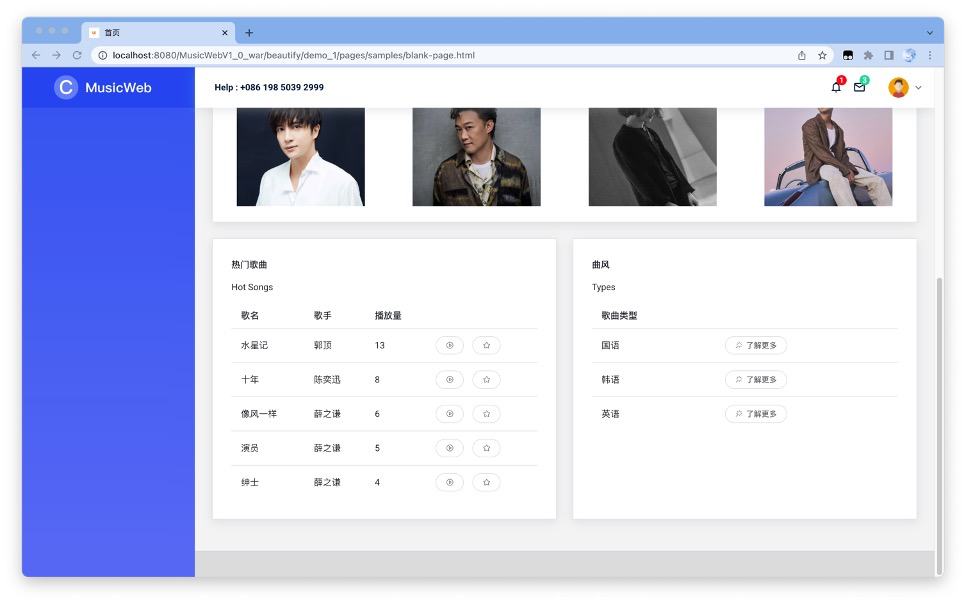 首页
localhost:8080/MusicWebV1_0_war/beautify/demo_1/pages/samples/blank-page.html
C MusicWeb
Help : +086 198 5039 2999
1
3
热门歌曲
Hot Songs
歌名 歌手 播放量
水星记 郭顶 13
十年 陈奕迅 8
像风一样 薛之谦 6
演员 薛之谦 5
绅士 薛之谦 4
曲风
Types
歌曲类型
国语 了解更多
韩语 了解更多
英语 了解更多